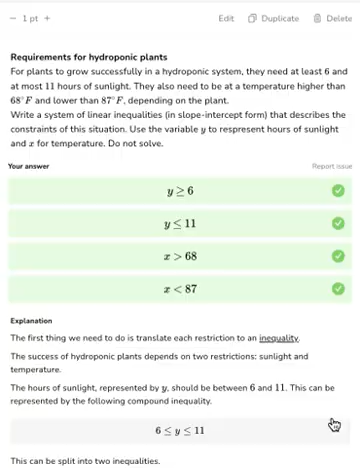 − 1 pt + Edit Duplicate Delete
Requirements for hydroponic plants
For plants to grow successfully in a hydroponic system, they need at least 6 and
at most 11 hours of sunlight. They also need to be at a temperature higher than
68°F and lower than 87°F, depending on the plant.
Write a system of linear inequalities (in slope-intercept form) that describes the
constraints of this situation. Use the variable y to respresent hours of sunlight
and x for temperature. Do not solve.
Your answer Report issue
y ≥ 6
y ≤ 11
x > 68
x < 87
Explanation
The first thing we need to do is translate each restriction to an inequality.
The success of hydroponic plants depends on two restrictions: sunlight and
temperature.
The hours of sunlight, represented by y, should be between 6 and 11. This can be
represented by the following compound inequality.
6 ≤ y ≤ 11
This can be split into two inequalities.